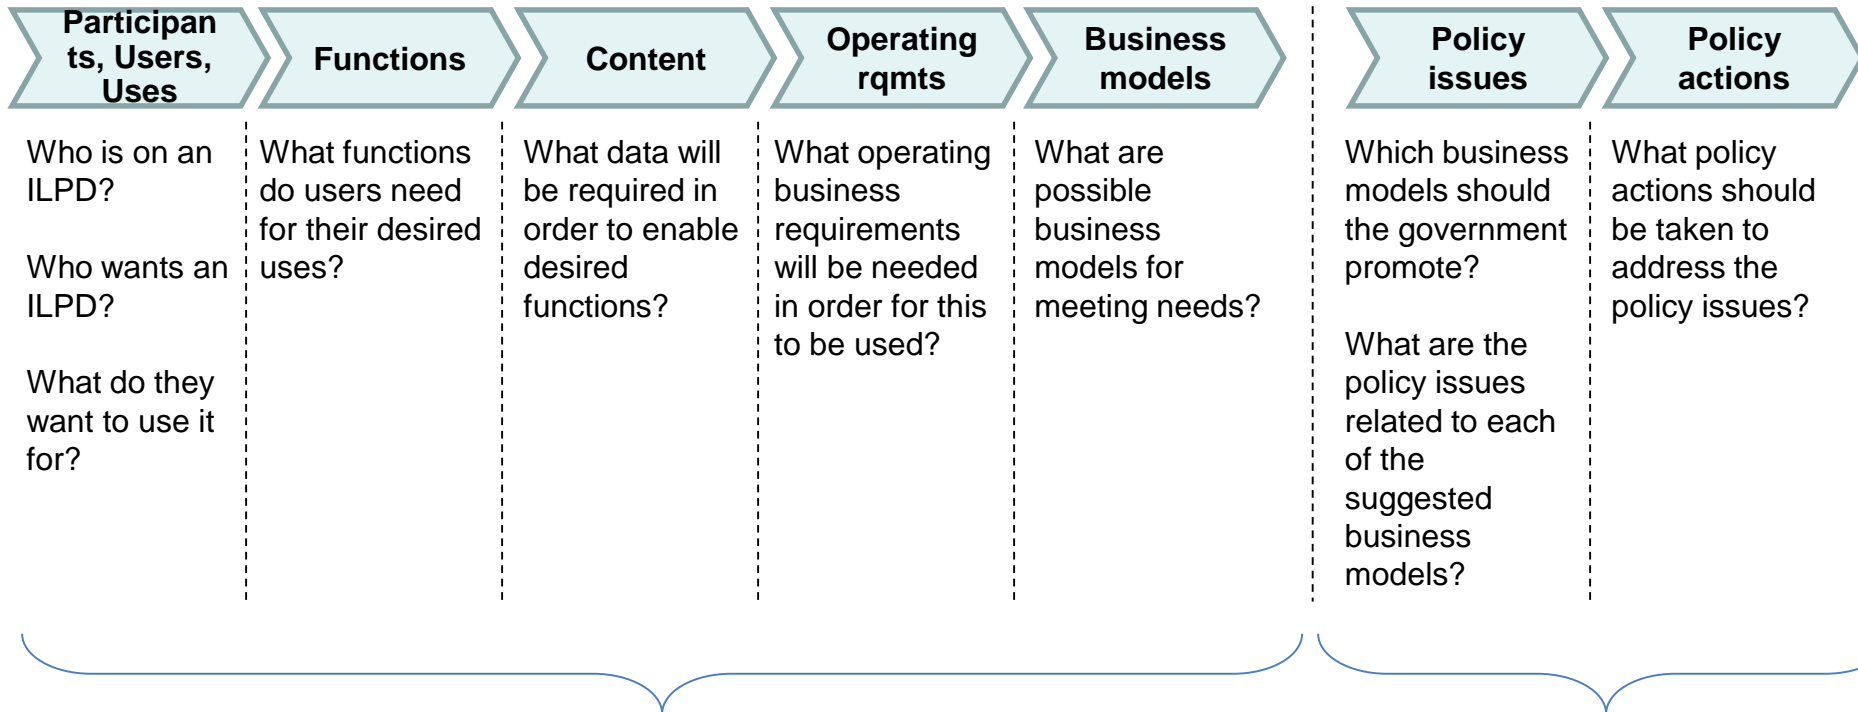 Participan
ts, Users,
Uses
Functions
Content
Operating
rqmts
Business
models
Policy
issues
Policy
actions
Who is on an
ILPD?
Who wants an
ILPD?
What do they
want to use it
for?
What functions
do users need
for their desired
uses?
What data will
be required in
order to enable
desired
functions?
What operating
business
requirements
will be needed
in order for this
to be used?
What are
possible
business
models for
meeting needs?
Which business
models should
the government
promote?
What are the
policy issues
related to each
of the
suggested
business
models?
What policy
actions should
be taken to
address the
policy issues?